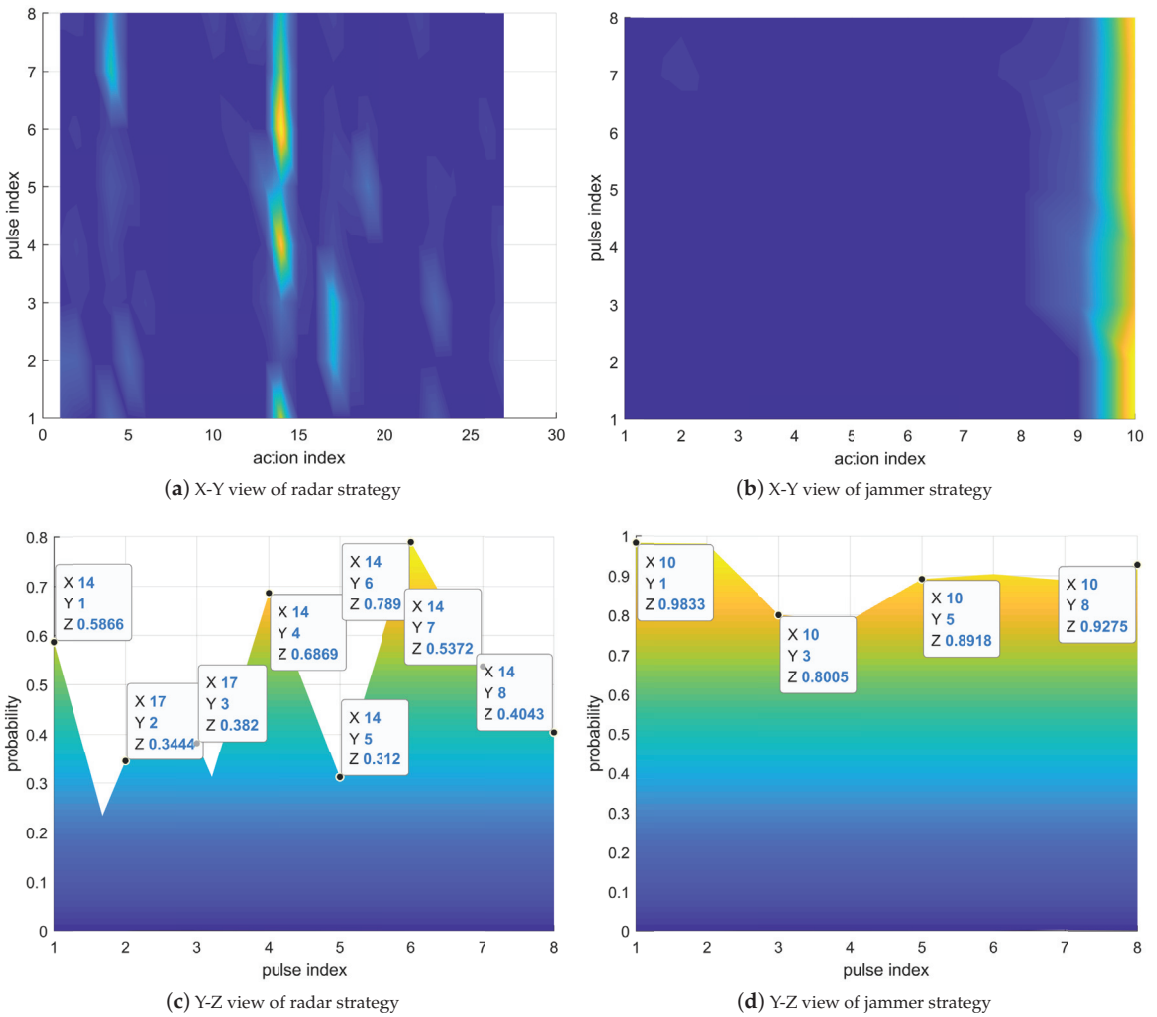 8
7
6
5
4
3
2
1
pulse index
0 5 10 15 20 25 30
action index
(a) X-Y view of radar strategy
8
7
6
5
4
3
2
1
pulse index
1 2 3 4 5 6 7 8 9 10
action index
(b) X-Y view of jammer strategy
0.8
0.7
0.6
0.5
0.4
0.3
0.2
0.1
0
probability
X 14
Y 1
Z 0.5866
X 17
Y 2
Z 0.3444
X 17
Y 3
Z 0.382
X 14
Y 4
Z 0.6869
X 14
Y 5
Z 0.312
X 14
Y 6
Z 0.789
X 14
Y 7
Z 0.5372
X 14
Y 8
Z 0.4043
1 2 3 4 5 6 7 8
pulse index
(c) Y-Z view of radar strategy
1
0.9
0.8
0.7
0.6
0.5
0.4
0.3
0.2
0.1
0
probability
X 10
Y 1
Z 0.9833
X 10
Y 3
Z 0.8005
X 10
Y 5
Z 0.8918
X 10
Y 8
Z 0.9275
1 2 3 4 5 6 7 8
pulse index
(d) Y-Z view of jammer strategy